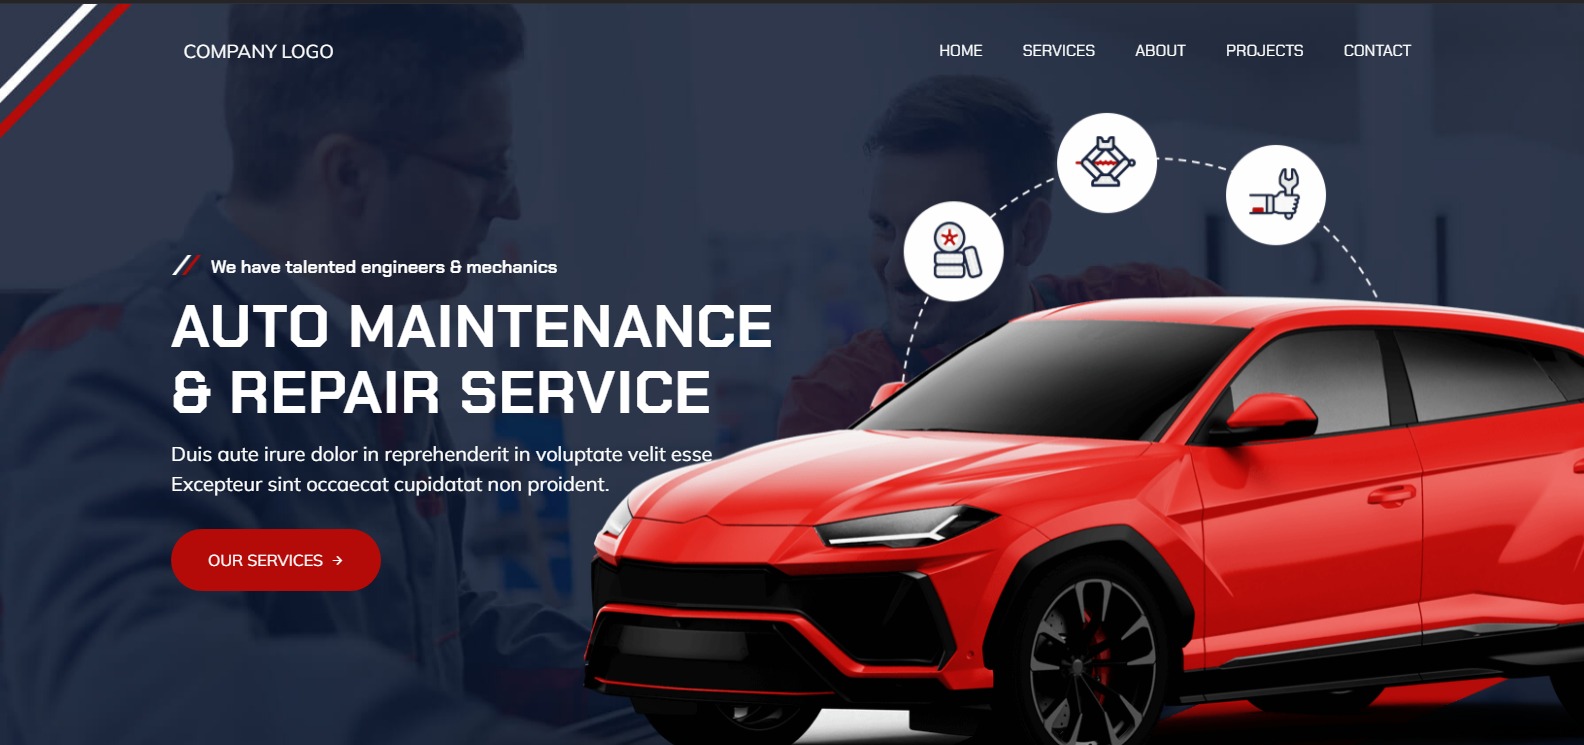 COMPANY LOGO
HOME SERVICES ABOUT PROJECTS CONTACT
We have talented engineers & mechanics
AUTO MAINTENANCE
& REPAIR SERVICE
Duis aute irure dolor in reprehenderit in voluptate velit esse
Excepteur sint occaecat cupidatat non proident.
OUR SERVICES →